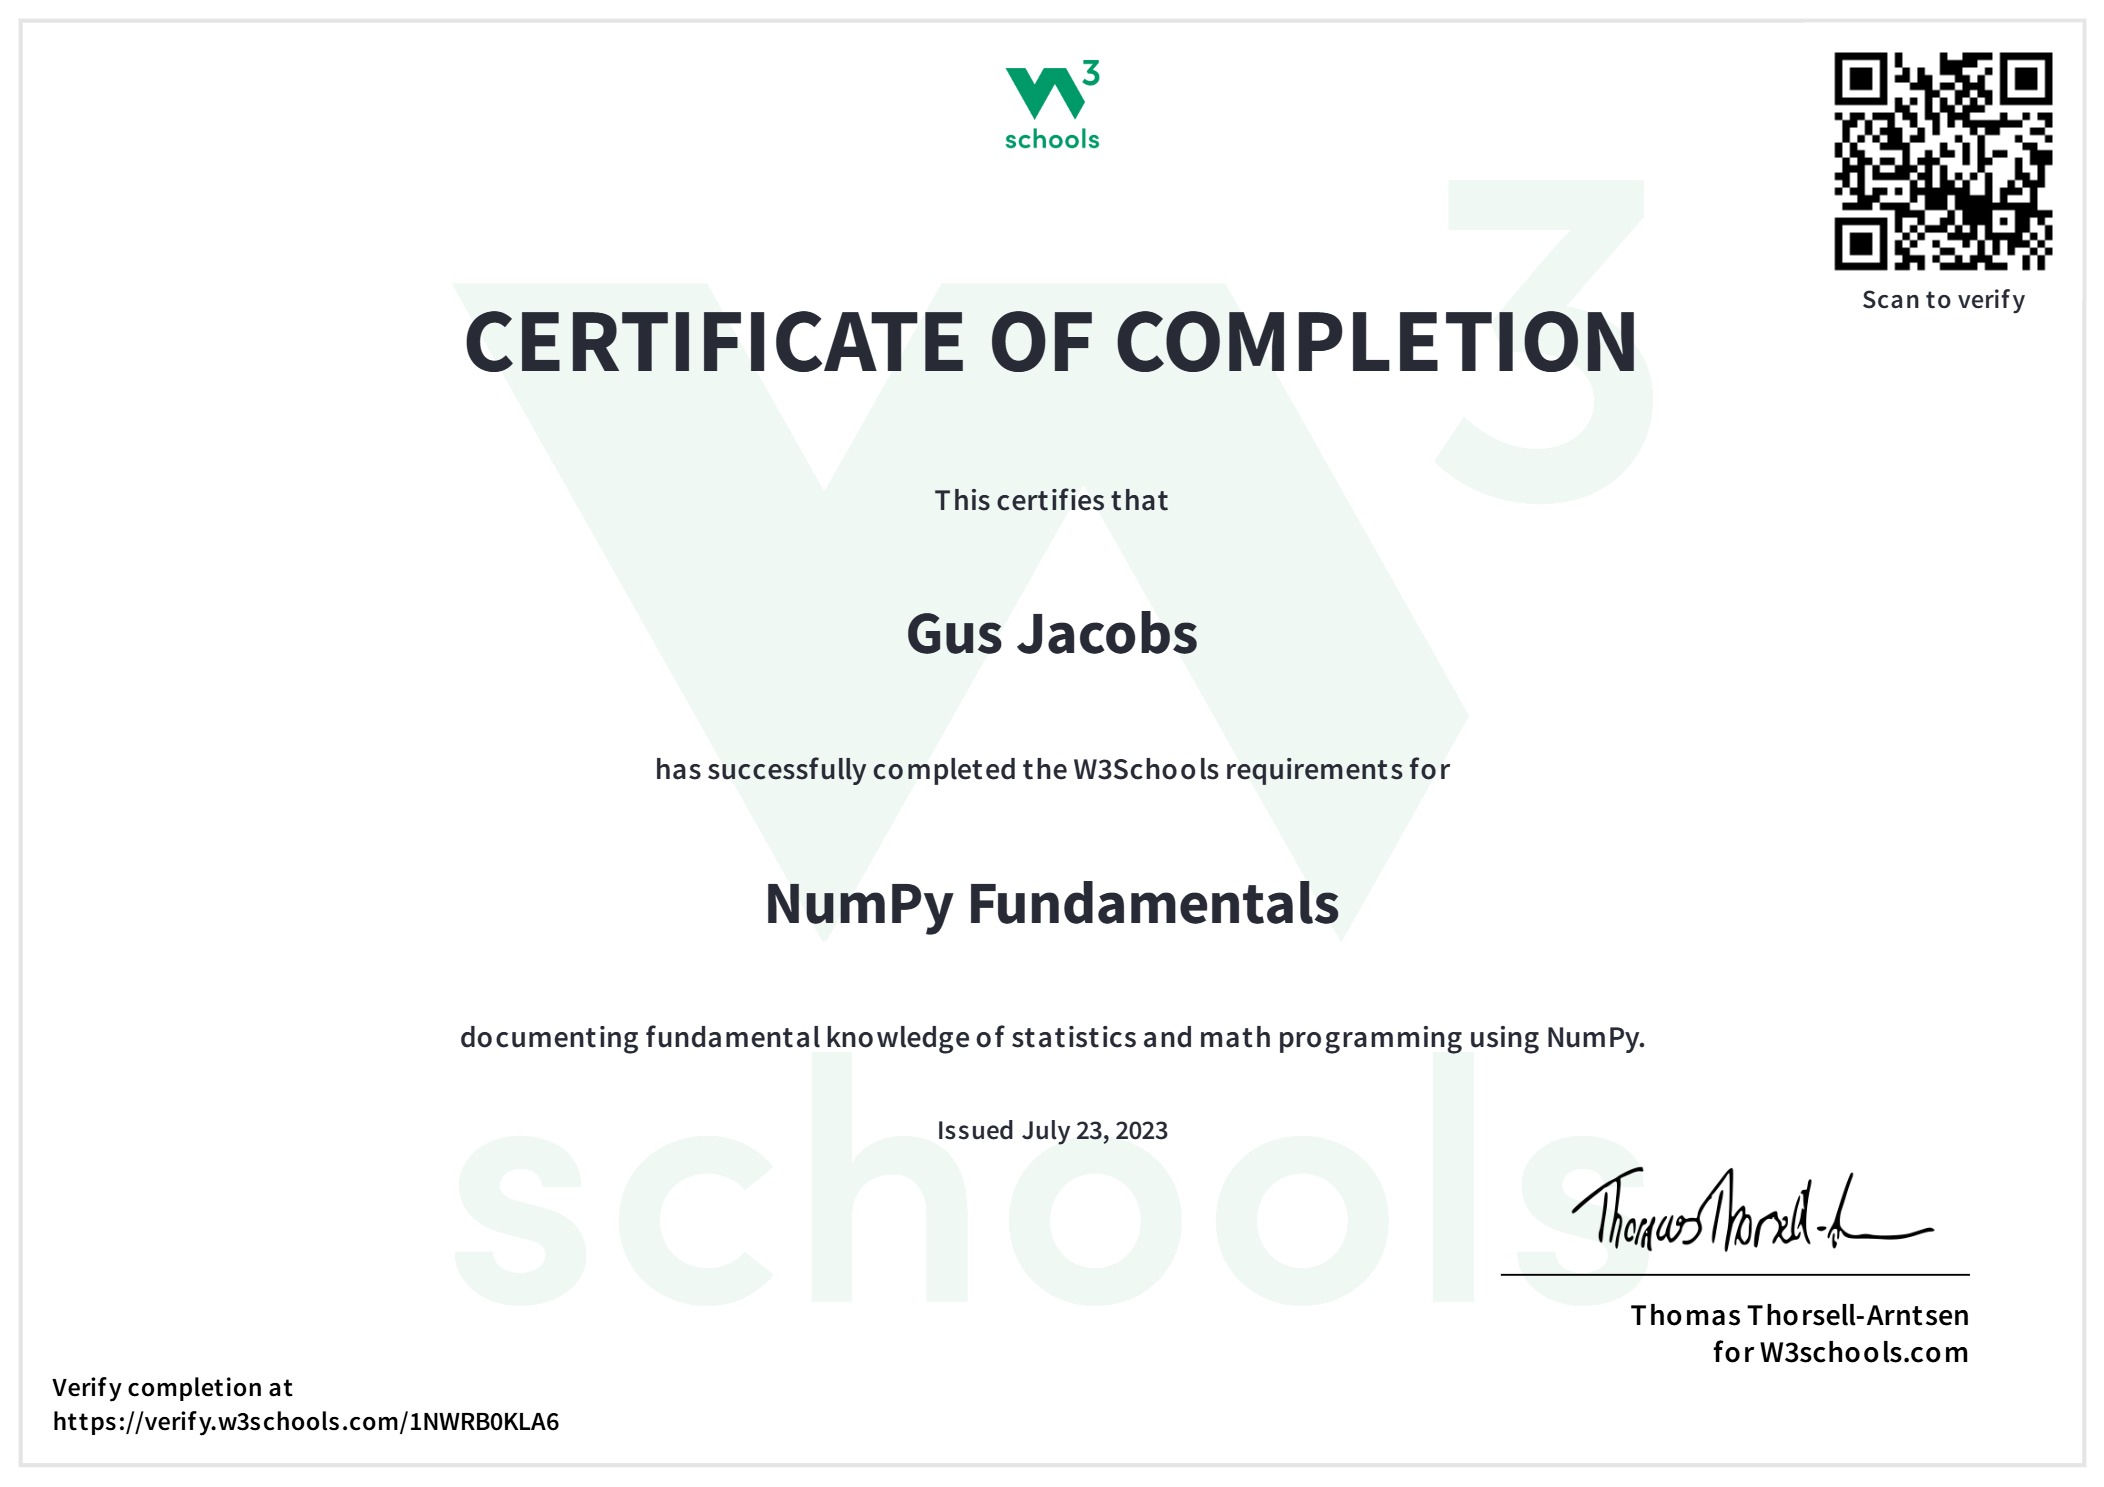 w3
schools
Scan to verify
CERTIFICATE OF COMPLETION
This certifies that
Gus Jacobs
has successfully completed the W3Schools requirements for
NumPy Fundamentals
documenting fundamental knowledge of statistics and math programming using NumPy.
Issued July 23, 2023
Thomas Thorsell-A
Thomas Thorsell-Arntsen
for W3schools.com
Verify completion at
https://verify.w3schools.com/1NWRB0KLA6